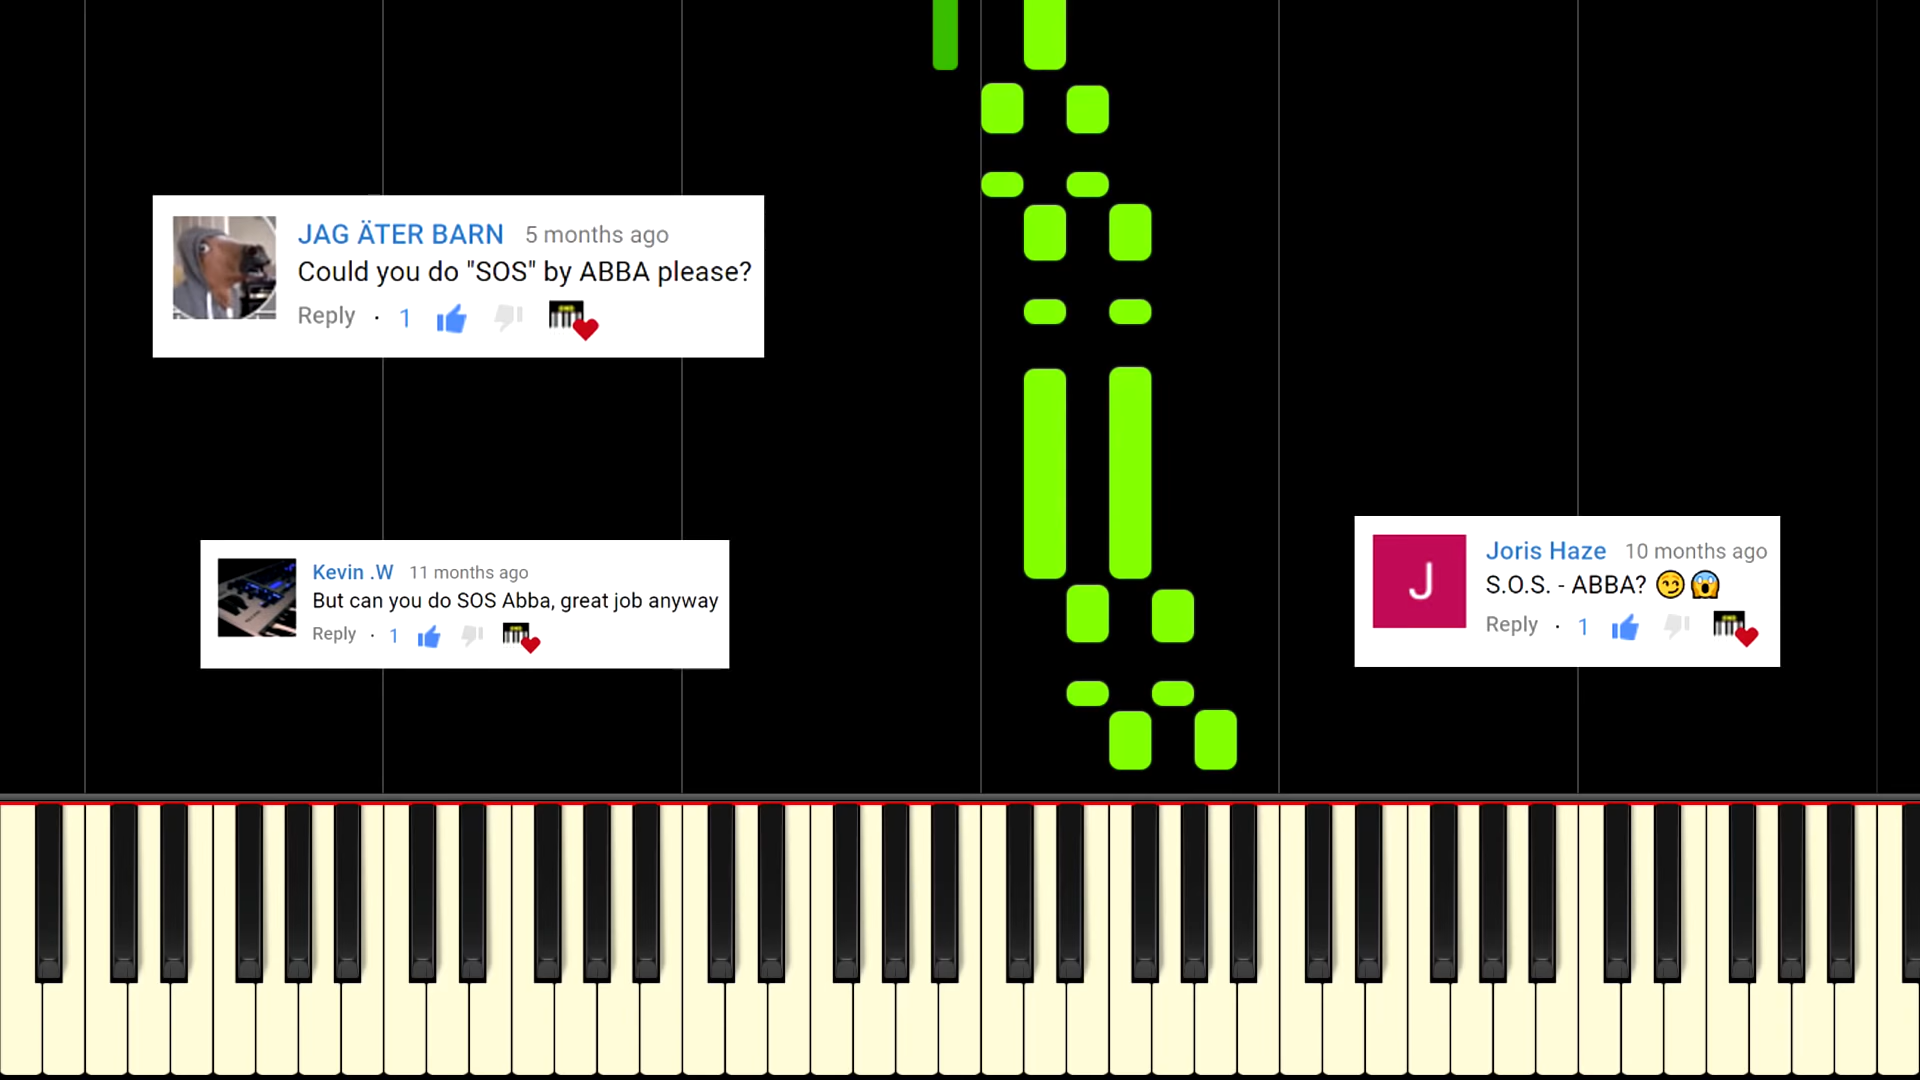 JAG ÄTER BARN 5 months ago
Could you do "SOS" by ABBA please?
Reply · 1
Kevin .W 11 months ago
But can you do SOS Abba, great job anyway
Reply · 1
J
Joris Haze 10 months ago
S.O.S. - ABBA? 😏😱
Reply · 1